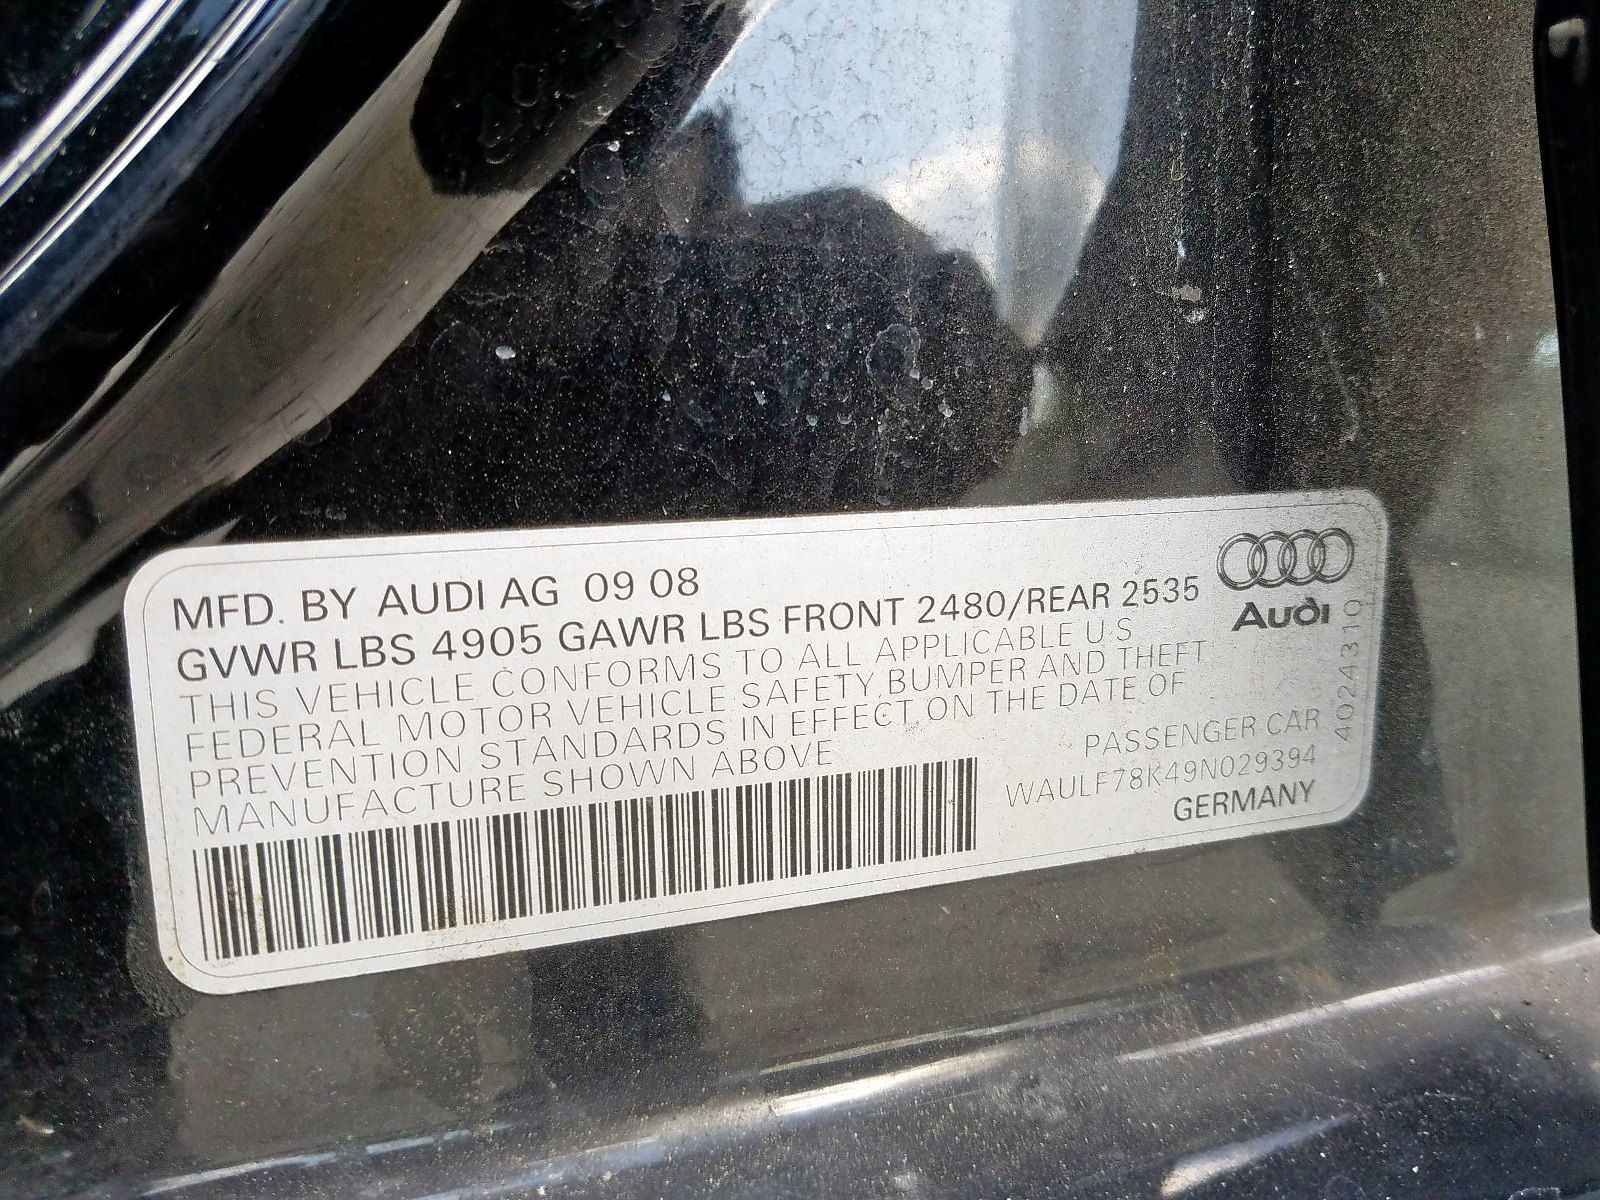 MFD. BY AUDI AG 09 08
GVWR LBS 4905 GAWR LBS FRONT 2480/REAR 2535
THIS VEHICLE CONFORMS TO ALL APPLICABLE U S
FEDERAL MOTOR VEHICLE SAFETY, BUMPER AND THEFT
PREVENTION STANDARDS IN EFFECT ON THE DATE OF
MANUFACTURE SHOWN ABOVE
PASSENGER CAR
WAULF78K49N029394
GERMANY
Audi
4024310